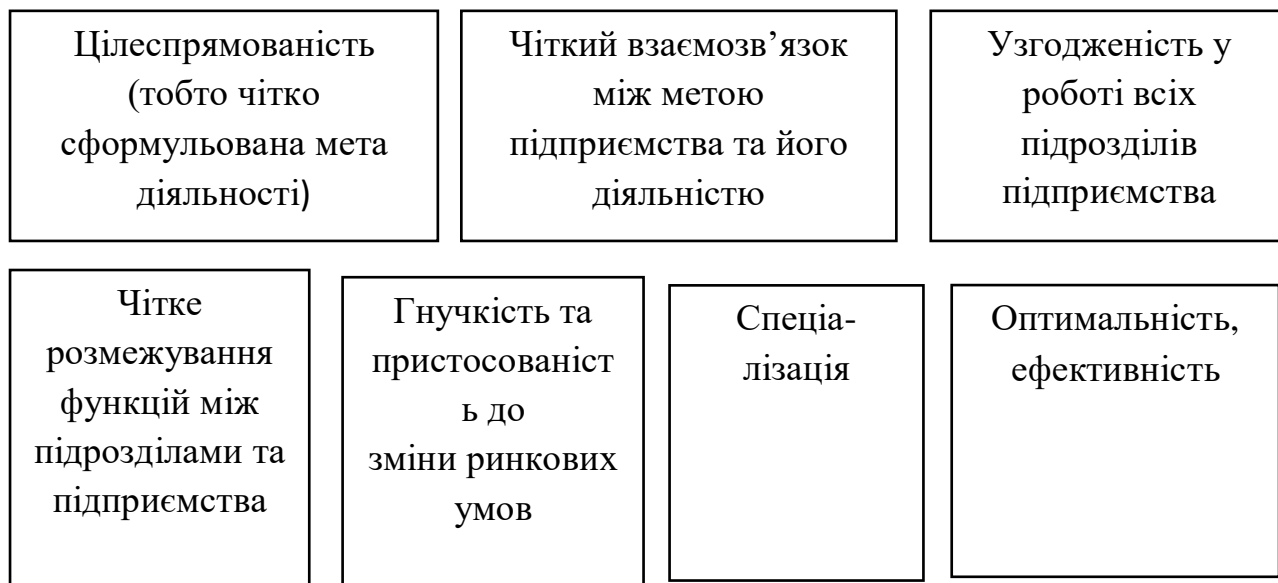 Цілеспрямованість
(тобто чітко
сформульована мета
діяльності)
Чіткий взаємозв’язок
між метою
підприємства та його
діяльністю
Узгодженість у
роботі всіх
підрозділів
підприємства
Чітке
розмежування
функцій між
підрозділами та
підприємства
Гнучкість та
пристосованіст
ь до
зміни ринкових
умов
Спеціа-
лізація
Оптимальність,
ефективність